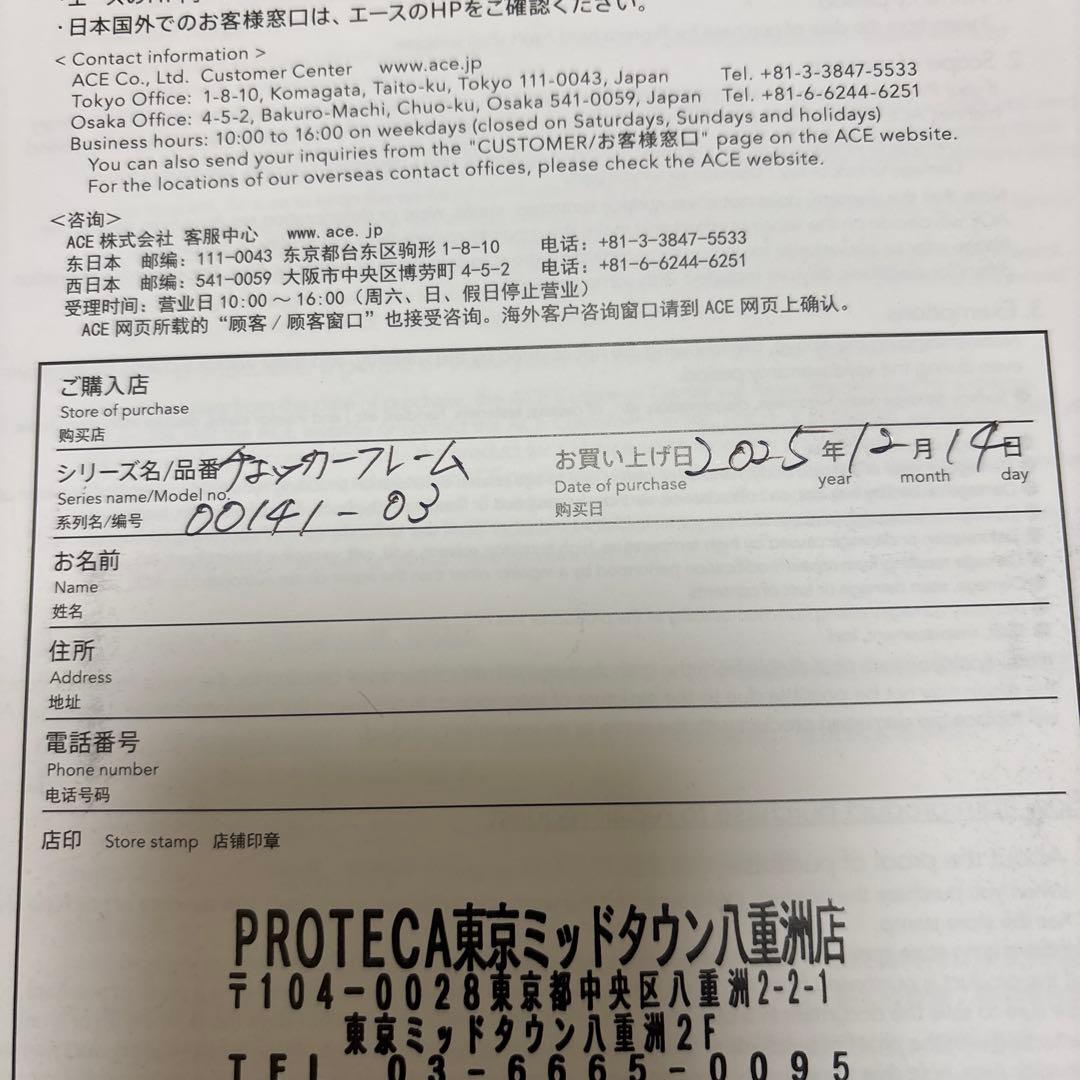 ・日本国外でのお客様窓口は、エースのHPをご確認ください。
< Contact information >
ACE Co., Ltd. Customer Center www.ace.jp
Tokyo Office: 1-8-10, Komagata, Taito-ku, Tokyo 111-0043, Japan Tel. +81-3-3847-5533
Osaka Office: 4-5-2, Bakuro-Machi, Chuo-ku, Osaka 541-0059, Japan Tel. +81-6-6244-6251
Business hours: 10:00 to 16:00 on weekdays (closed on Saturdays, Sundays and holidays)
You can also send your inquiries from the "CUSTOMER/お客様窓口" page on the ACE website.
For the locations of our overseas contact offices, please check the ACE website.
＜咨询＞
ACE 株式会社 客服中心 www.ace.jp
东日本 邮编：111-0043 东京都台东区驹形 1-8-10 电话：+81-3-3847-5533
西日本 邮编：541-0059 大阪市中央区博劳町 4-5-2 电话：+81-6-6244-6251
受理时间：营业日 10:00～16:00（周六、日、假日停止营业）
ACE 网页所载的“顾客/顾客窗口”也接受咨询。海外客户咨询窗口请到 ACE 网页上确认。
ご購入店
Store of purchase
购买店
シリーズ名/品番 チェッカーフレーム
Series name/Model no.
系列名/编号 00141-03
お買い上げ日 2025年12月14日
Date of purchase year month day
购买日
お名前
Name
姓名
住所
Address
地址
電話番号
Phone number
电话号码
店印 Store stamp 店铺印章
PROTECA東京ミッドタウン八重洲店
〒104-0028東京都中央区八重洲2-2-1
東京ミッドタウン八重洲2F
TEL 03-6665-0095